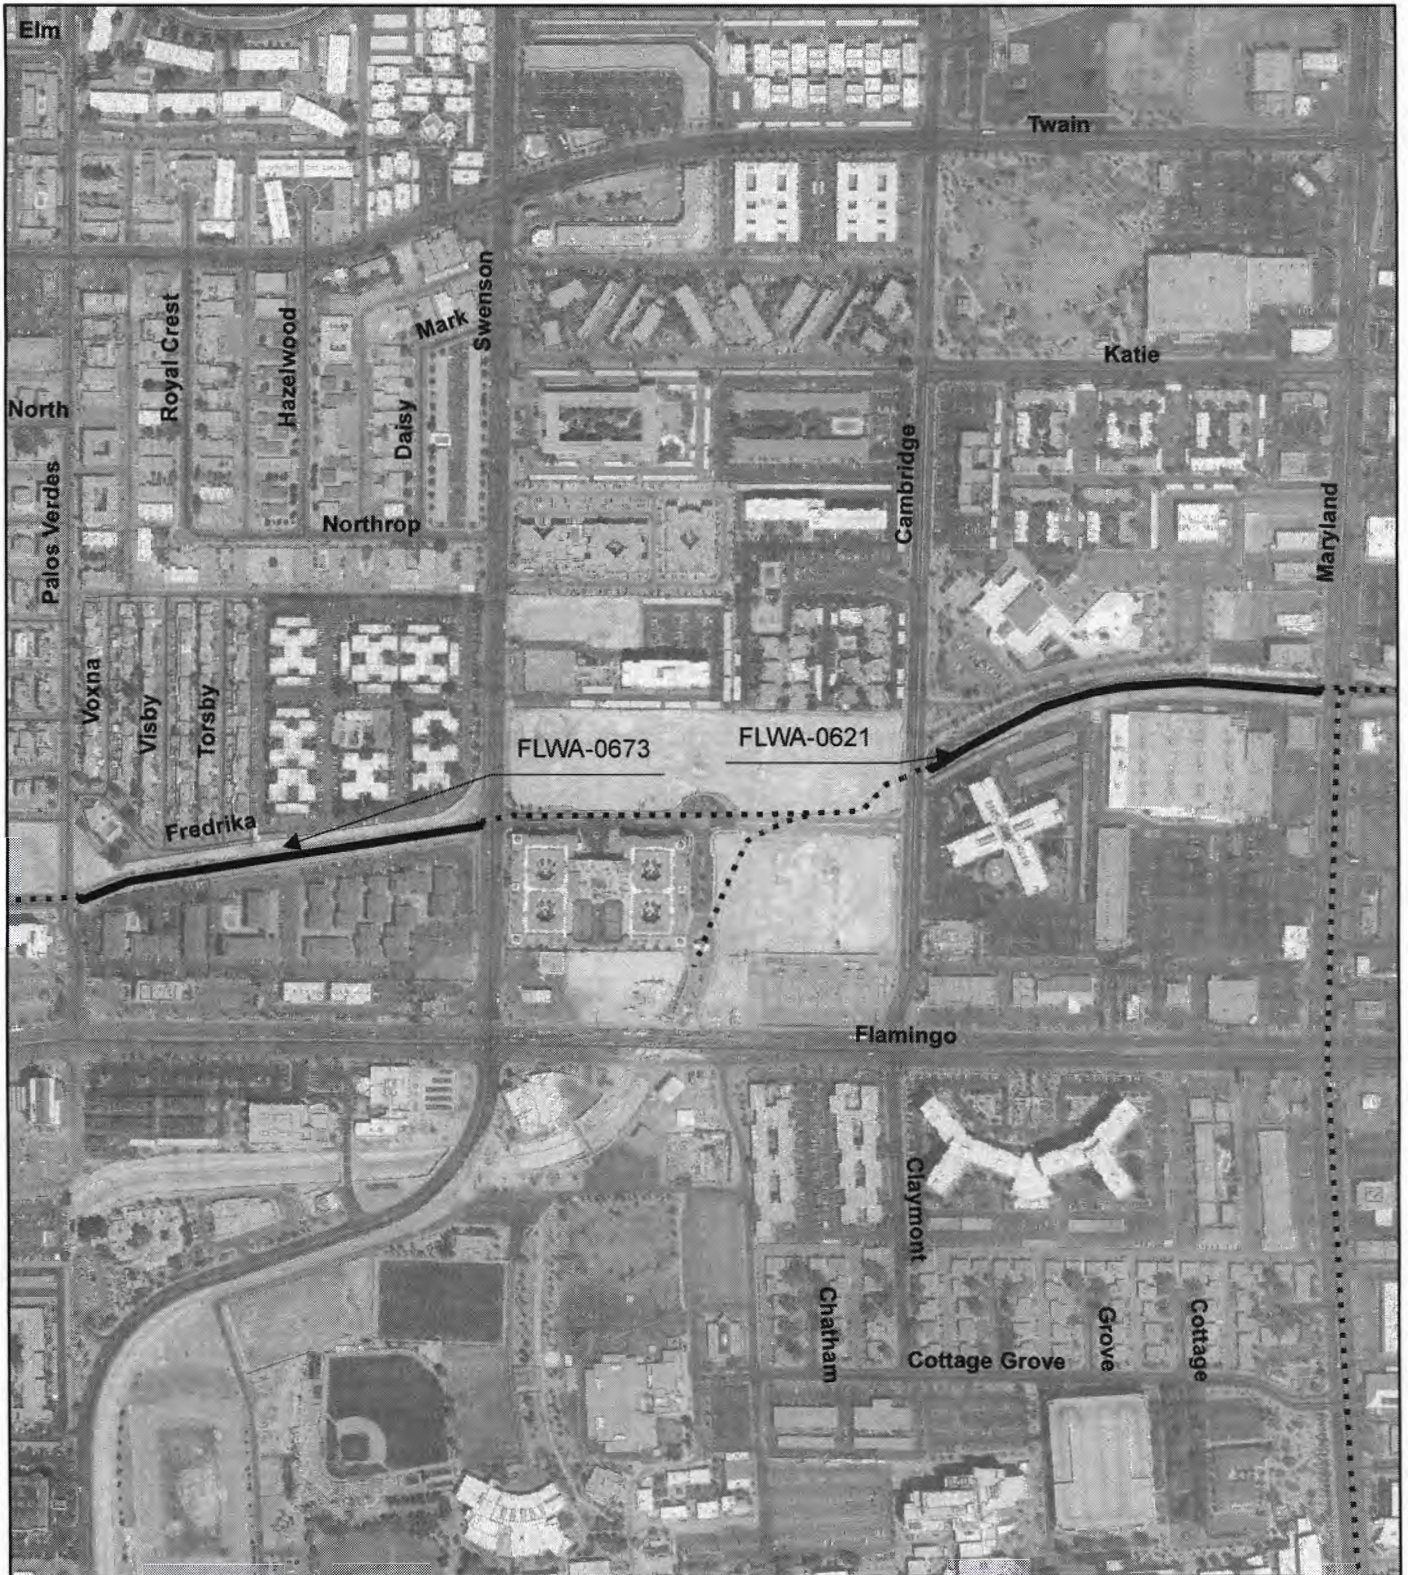 Elm
Twain
Swenson
Mark
Royal Crest
Hazelwood
Katie
North
Daisy
Cambridge
Palos Verdes
Northrop
Maryland
Voxna
Visby
Torsby
FLWA-0673
FLWA-0621
Fredrika
Flamingo
Claymont
Chatham
Grove
Cottage
Cottage Grove